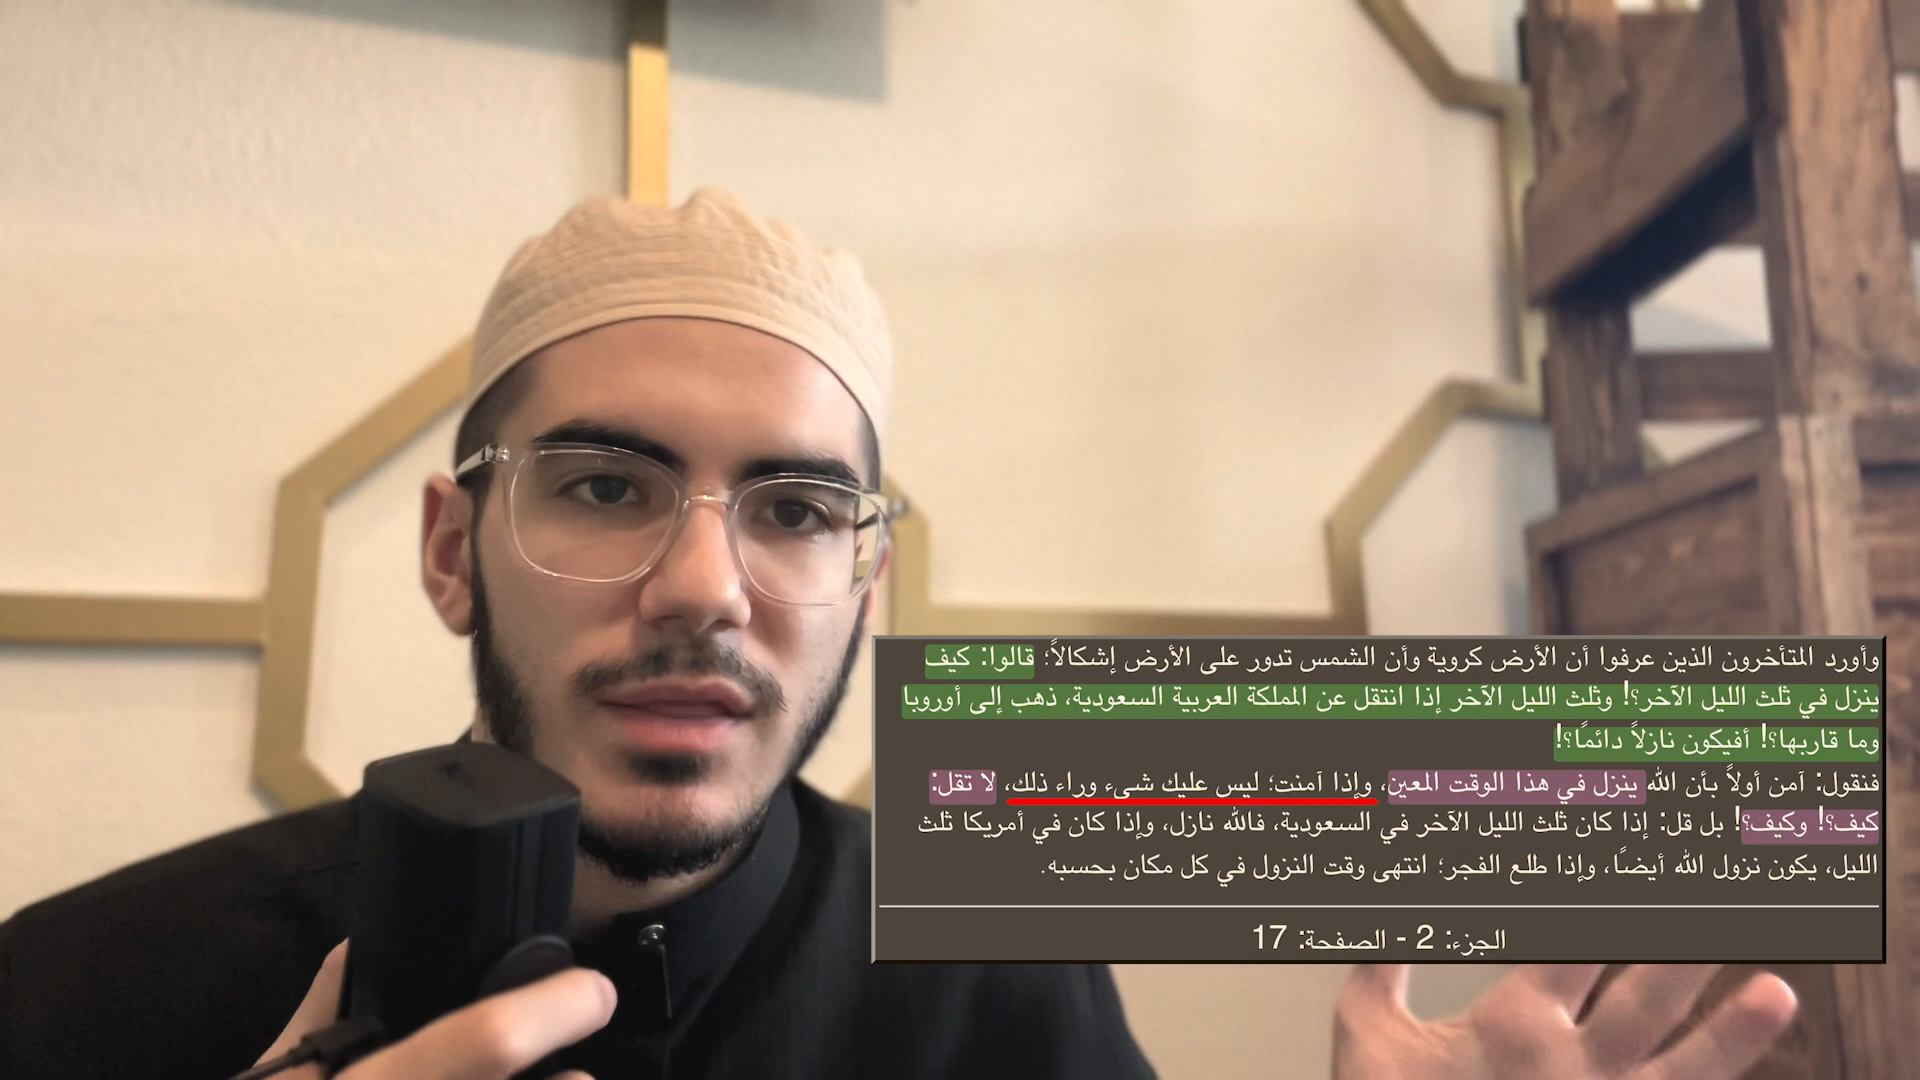 وأورد المتأخرون الذين عرفوا أن الأرض كروية وأن الشمس تدور على الأرض إشكالاً؛ قالوا: كيف
ينزل في ثلث الليل الآخر؟! وثلث الليل الآخر إذا انتقل عن المملكة العربية السعودية، ذهب إلى أوروبا
وما قاربها؟! أفيكون نازلاً دائمًا؟!
فنقول: آمن أولاً بأن الله ينزل في هذا الوقت المعين، وإذا آمنت؛ ليس عليك شىء وراء ذلك، لا تقل:
كيف؟! وكيف؟! بل قل: إذا كان ثلث الليل الآخر في السعودية، فالله نازل، وإذا كان في أمريكا ثلث
الليل، يكون نزول الله أيضًا، وإذا طلع الفجر؛ انتهى وقت النزول في كل مكان بحسبه.
الجزء: 2 - الصفحة: 17